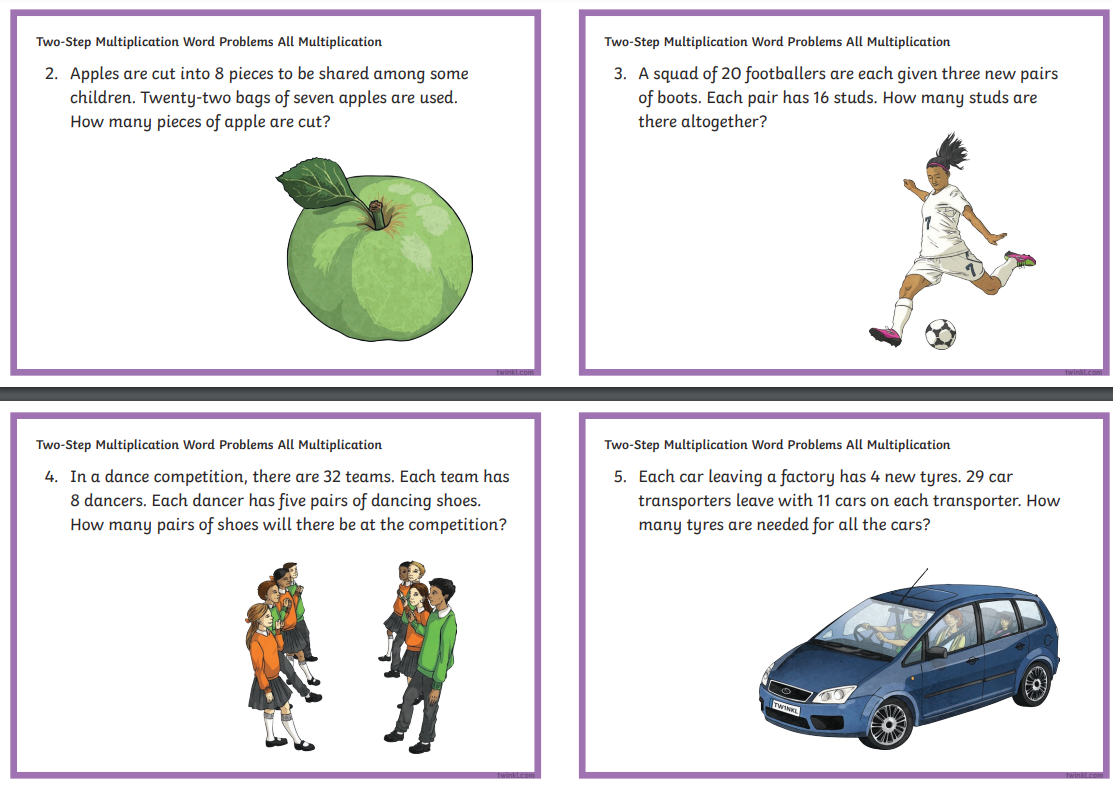 Two-Step Multiplication Word Problems All Multiplication
2. Apples are cut into 8 pieces to be shared among some
children. Twenty-two bags of seven apples are used.
How many pieces of apple are cut?
twinkl.com
Two-Step Multiplication Word Problems All Multiplication
3. A squad of 20 footballers are each given three new pairs
of boots. Each pair has 16 studs. How many studs are
there altogether?
7
7
twinkl.com
Two-Step Multiplication Word Problems All Multiplication
4. In a dance competition, there are 32 teams. Each team has
8 dancers. Each dancer has five pairs of dancing shoes.
How many pairs of shoes will there be at the competition?
twinkl.com
Two-Step Multiplication Word Problems All Multiplication
5. Each car leaving a factory has 4 new tyres. 29 car
transporters leave with 11 cars on each transporter. How
many tyres are needed for all the cars?
TW1NKL
twinkl.com